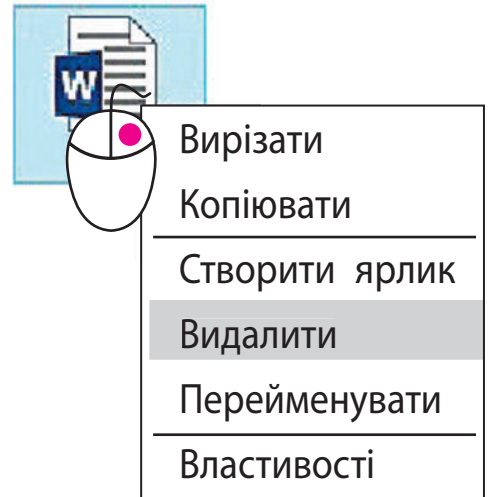 W
Вирізати
Копіювати
Створити ярлик
Видалити
Перейменувати
Властивості